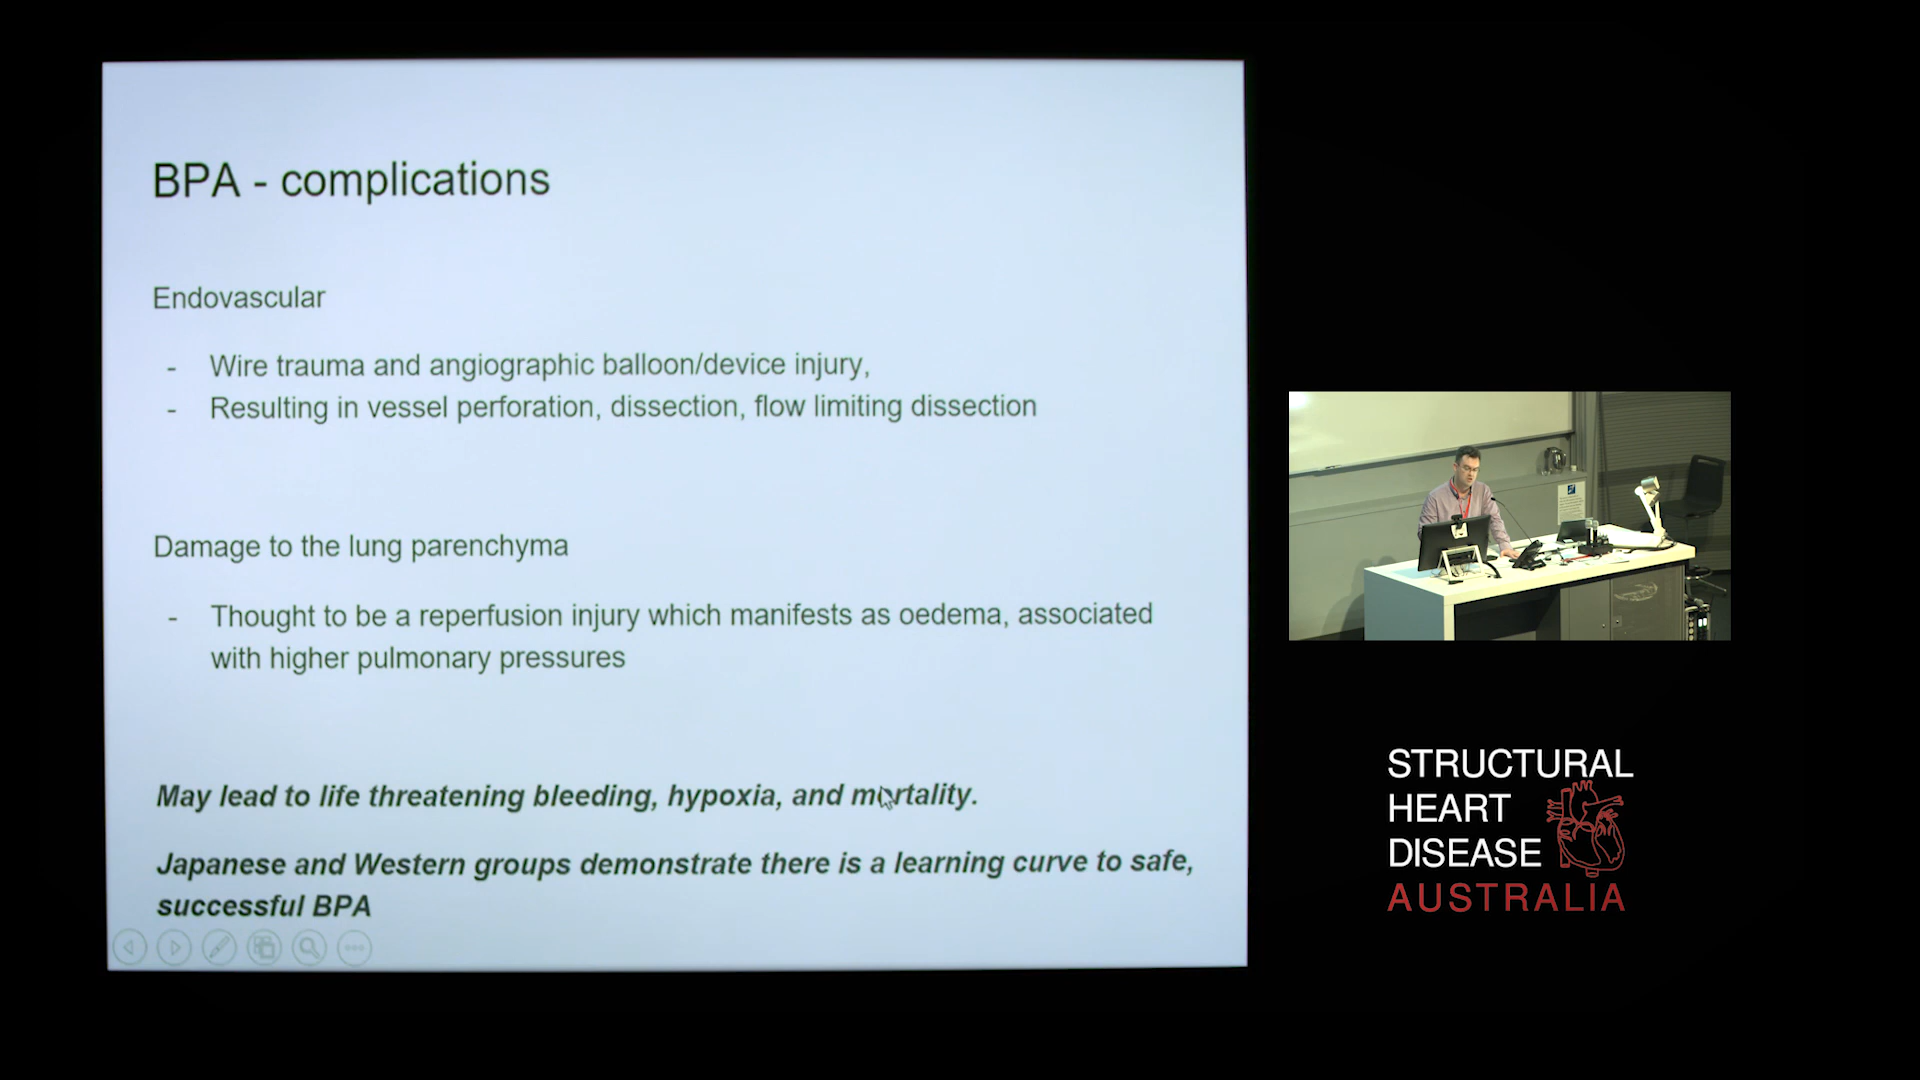 BPA - complications
Endovascular
- Wire trauma and angiographic balloon/device injury,
- Resulting in vessel perforation, dissection, flow limiting dissection
Damage to the lung parenchyma
- Thought to be a reperfusion injury which manifests as oedema, associated
with higher pulmonary pressures
May lead to life threatening bleeding, hypoxia, and mortality.
Japanese and Western groups demonstrate there is a learning curve to safe,
successful BPA
STRUCTURAL
HEART
DISEASE
AUSTRALIA